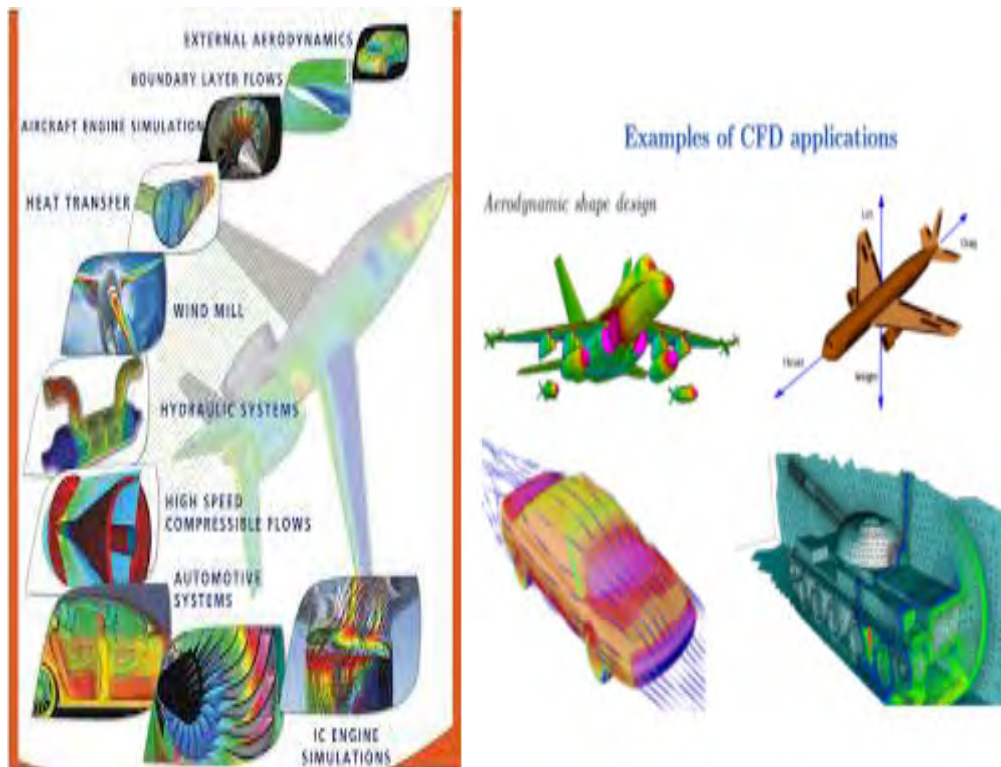 EXTERNAL AERODYNAMICS
BOUNDARY LAYER FLOWS
AIRCRAFT ENGINE SIMULATION
HEAT TRANSFER
WIND MILL
HYDRAULIC SYSTEMS
HIGH SPEED
COMPRESSIBLE FLOWS
AUTOMOTIVE
SYSTEMS
IC ENGINE
SIMULATIONS
Examples of CFD applications
Aerodynamic shape design
Lift
Drag
Thrust
Weight